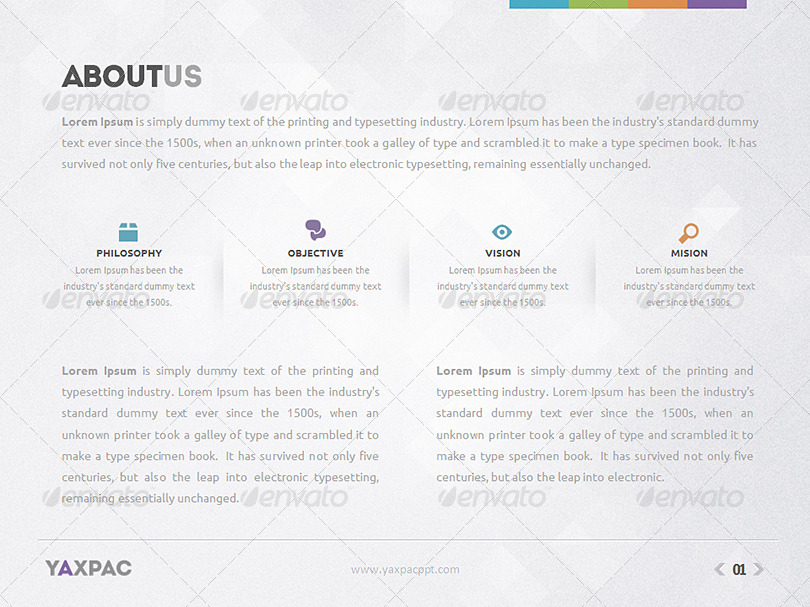 ABOUTUS
Lorem Ipsum is simply dummy text of the printing and typesetting industry. Lorem Ipsum has been the industry's standard dummy
text ever since the 1500s, when an unknown printer took a galley of type and scrambled it to make a type specimen book. It has
survived not only five centuries, but also the leap into electronic typesetting, remaining essentially unchanged.
envato envato envato envato
PHILOSOPHY
Lorem Ipsum has been the
industry's standard dummy text
ever since the 1500s.
OBJECTIVE
Lorem Ipsum has been the
industry's standard dummy text
ever since the 1500s.
VISION
Lorem Ipsum has been the
industry's standard dummy text
ever since the 1500s.
MISION
Lorem Ipsum has been the
industry's standard dummy text
ever since the 1500s.
envato envato envato envato
Lorem Ipsum is simply dummy text of the printing and
typesetting industry. Lorem Ipsum has been the industry's
standard dummy text ever since the 1500s, when an
unknown printer took a galley of type and scrambled it to
make a type specimen book. It has survived not only five
centuries, but also the leap into electronic typesetting,
remaining essentially unchanged.
Lorem Ipsum is simply dummy text of the printing and
typesetting industry. Lorem Ipsum has been the industry's
standard dummy text ever since the 1500s, when an
unknown printer took a galley of type and scrambled it to
make a type specimen book. It has survived not only five
centuries, but also the leap into electronic.
envato envato envato envato
YAXPAC
www.yaxpacppt.com
01